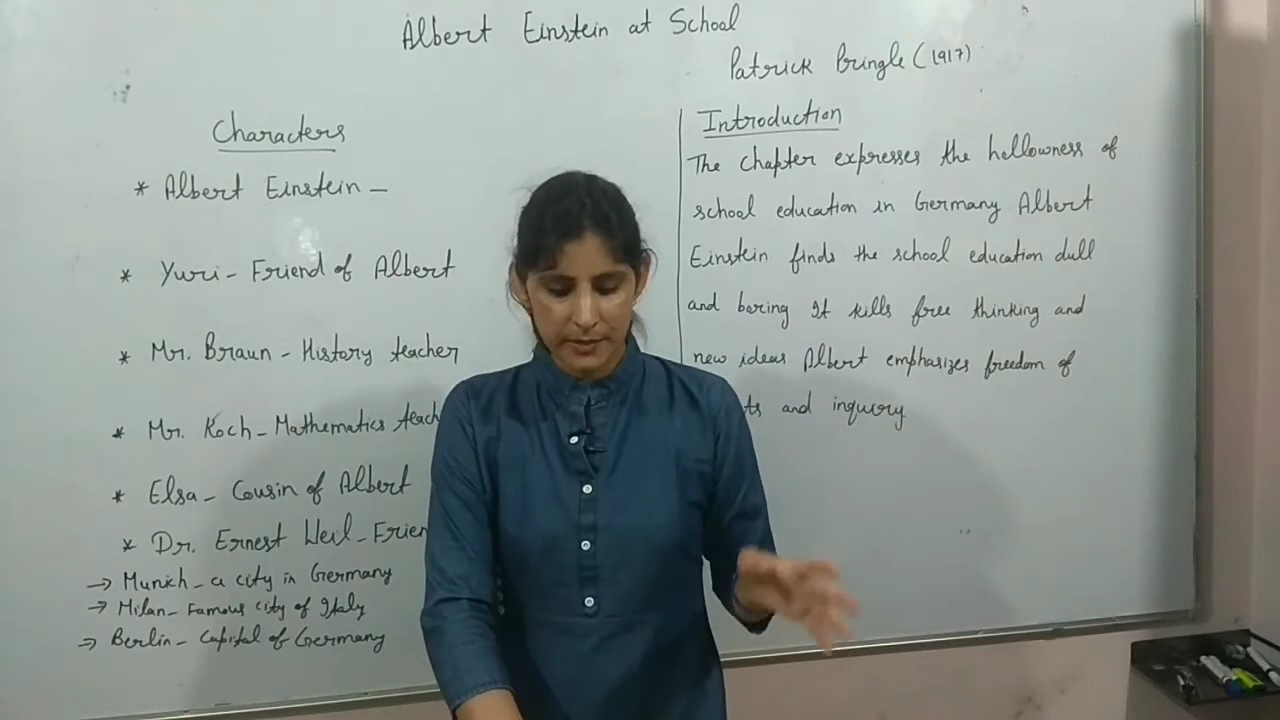 Albert Einstein at School
Patrick Pringle (1917)
Characters
* Albert Einstein -
* Yuri - Friend of Albert
* Mr. Braun - History teacher
* Mr. Koch - Mathematics teach
* Elsa - Cousin of Albert
* Dr. Ernest Weil - Frien
→ Munich - a city in Germany
→ Milan - Famous city of Italy
→ Berlin - Capital of Germany
Introduction
The chapter expresses the hollowness of
school education in Germany Albert
Einstein finds the school education dull
and boring It kills free thinking and
new ideas Albert emphasizes freedom of
ts and inquiry